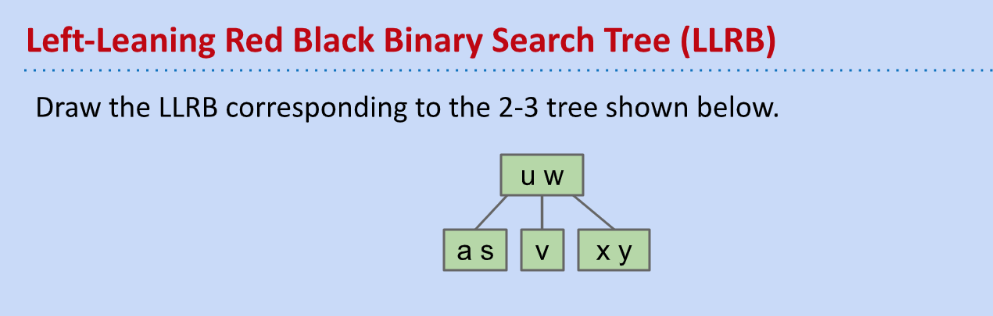 Left-Leaning Red Black Binary Search Tree (LLRB)
Draw the LLRB corresponding to the 2-3 tree shown below.
u w
a s v x y